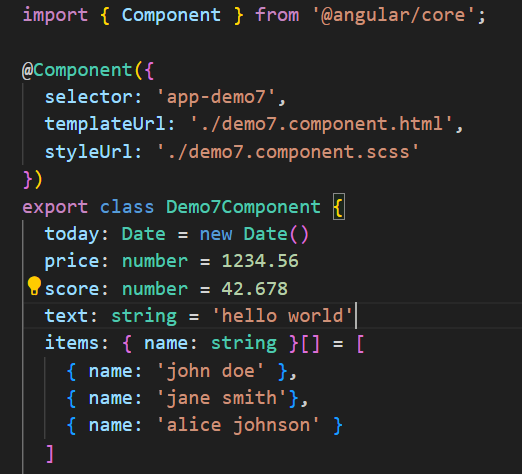 import { Component } from '@angular/core';
@Component({
selector: 'app-demo7',
templateUrl: './demo7.component.html',
styleUrl: './demo7.component.scss'
})
export class Demo7Component {
today: Date = new Date()
price: number = 1234.56
score: number = 42.678
text: string = 'hello world'
items: { name: string }[] = [
{ name: 'john doe' },
{ name: 'jane smith'},
{ name: 'alice johnson' }
]